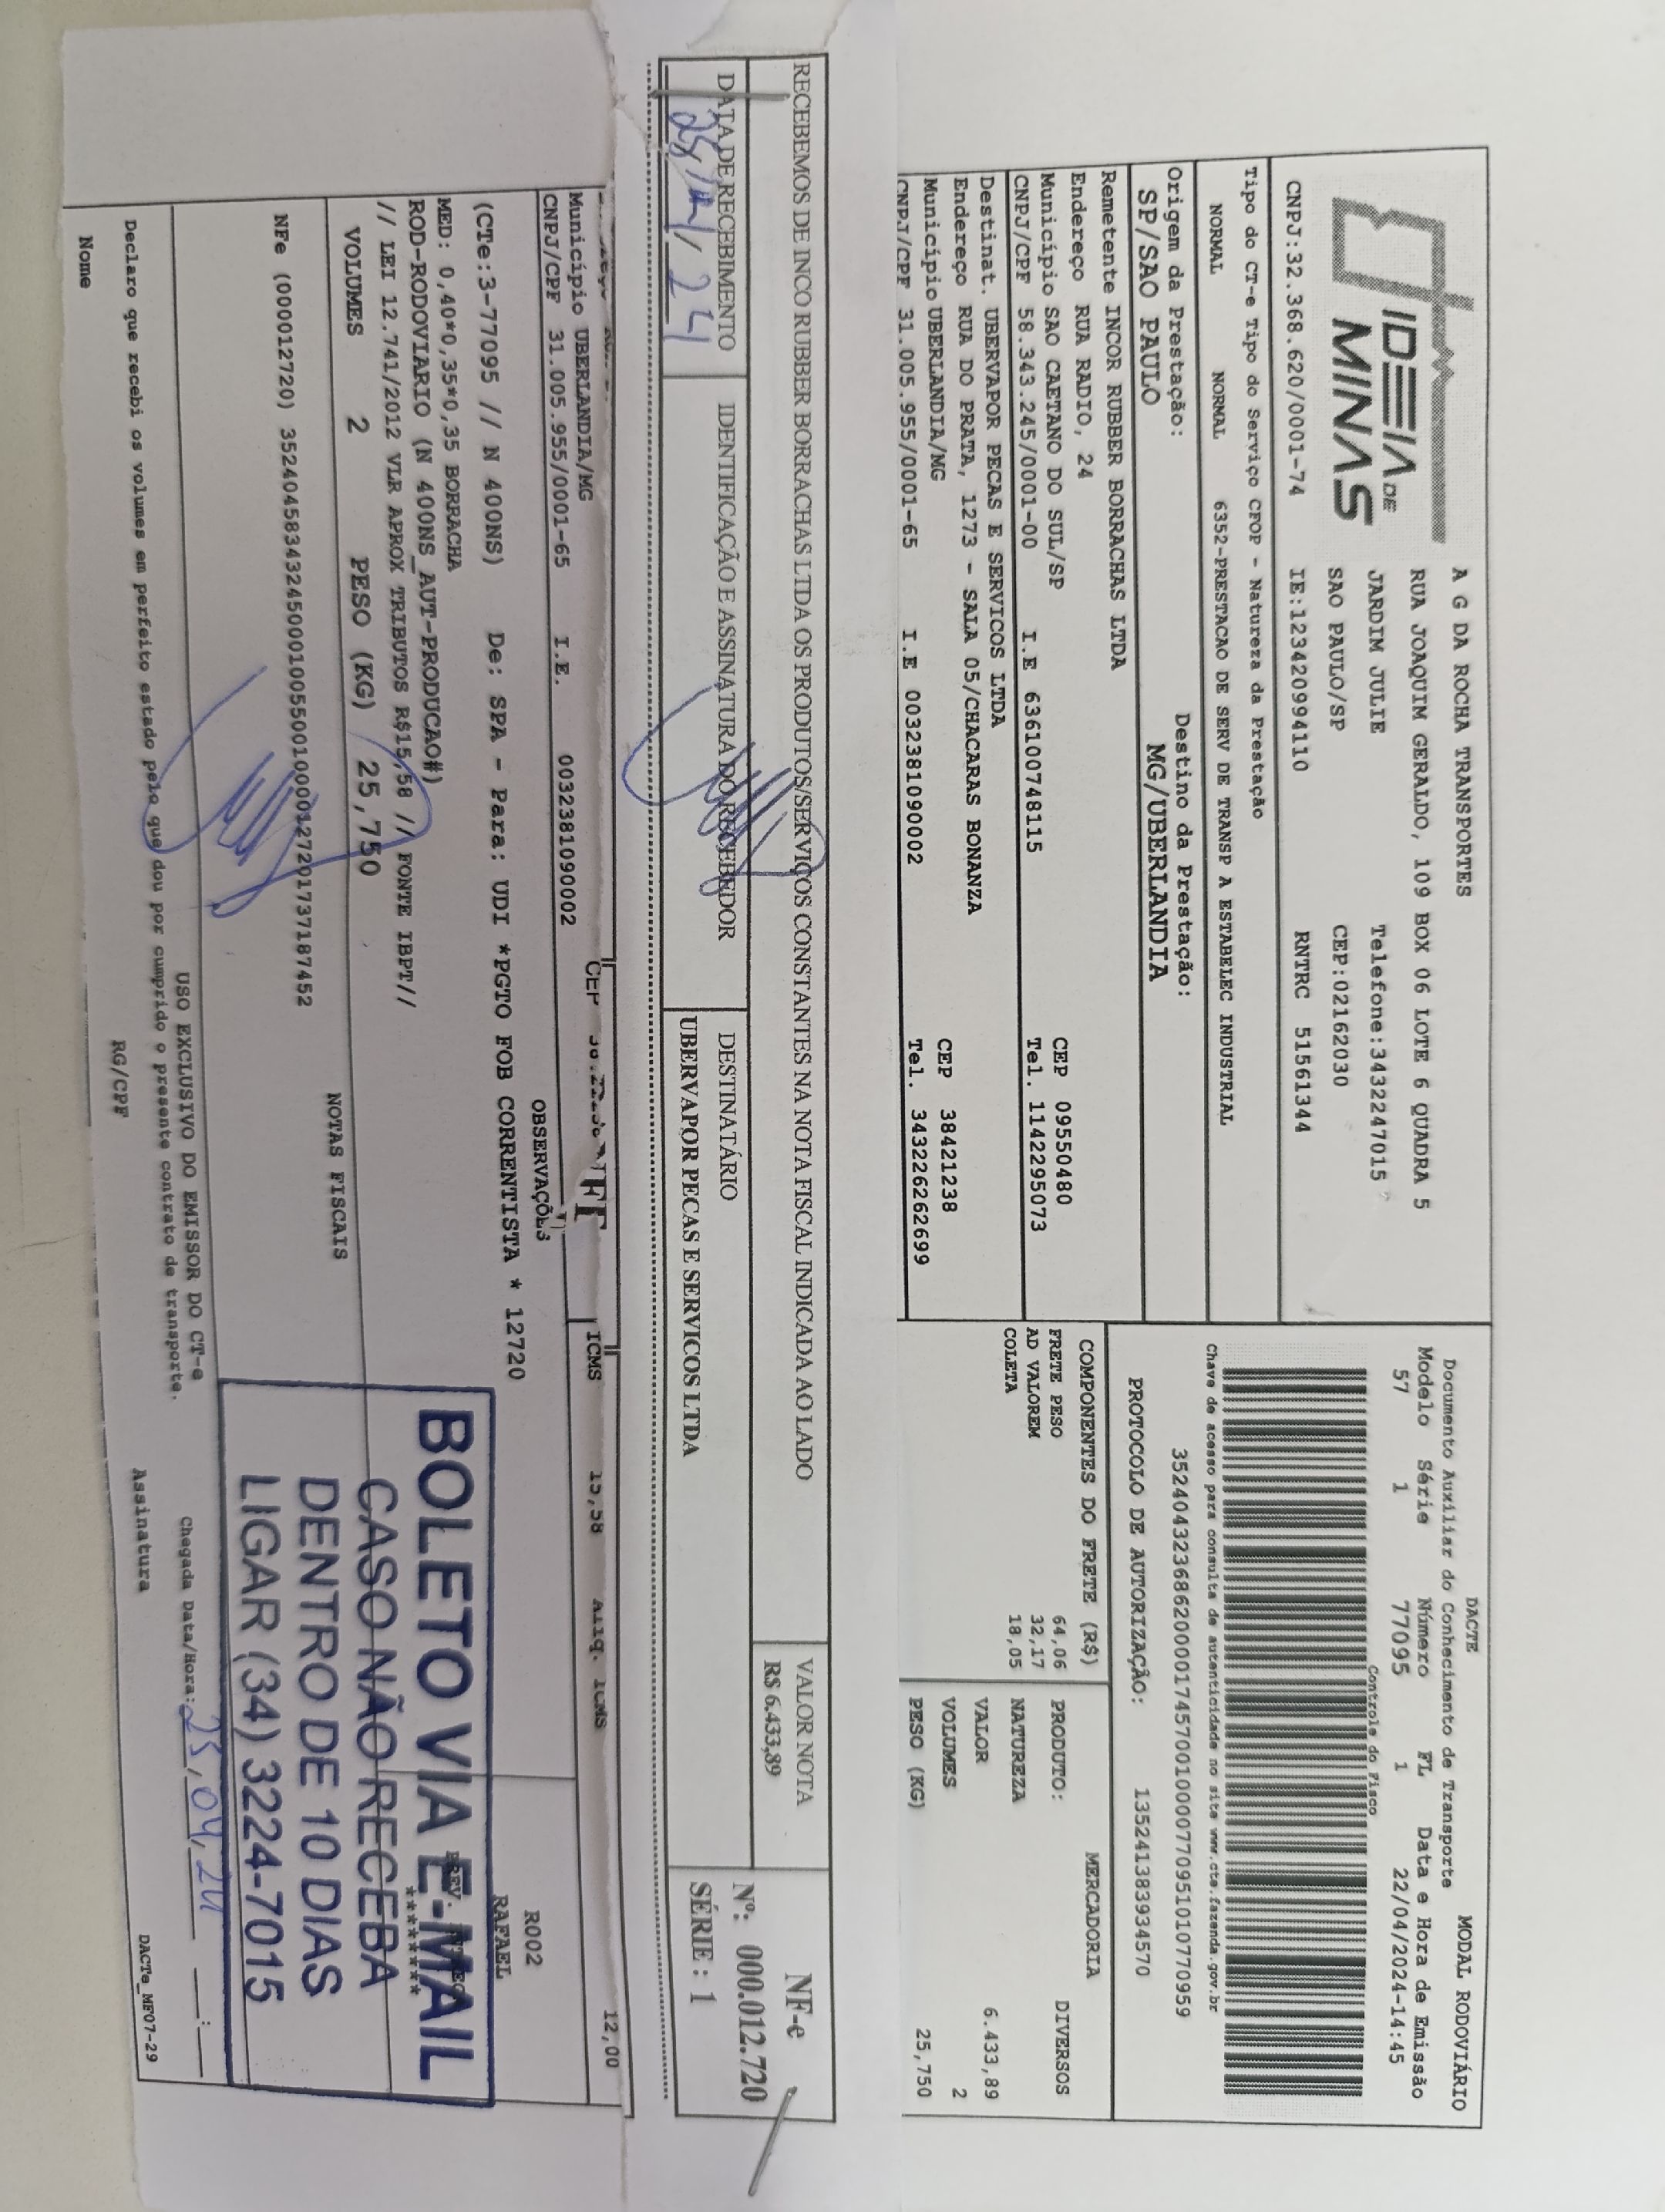 IDEIA DE
MINAS
CNPJ:32.368.620/0001-74 IE:123420994110 RNTRC 51561344
A G DA ROCHA TRANSPORTES
RUA JOAQUIM GERALDO, 109 BOX 06 LOTE 6 QUADRA 5
JARDIM JULIE Telefone:3432247015
SAO PAULO/SP CEP:02162030
DACTE MODAL RODOVIÁRIO
Documento Auxiliar do Conhecimento de Transporte
Modelo Série Número FL Data e Hora de Emissão
57 1 77095 1 22/04/2024-14:45
Controle do Fisco
Chave de acesso para consulta de autenticidade no site www.cte.fazenda.gov.br
35240432368620000174570010000770951010770959
PROTOCOLO DE AUTORIZAÇÃO: 135241383934570
Tipo do CT-e Tipo do Serviço CFOP - Natureza da Prestação
NORMAL NORMAL 6352-PRESTACAO DE SERV DE TRANSP A ESTABELEC INDUSTRIAL
Origem da Prestação: Destino da Prestação:
SP/SAO PAULO MG/UBERLANDIA
Remetente INCOR RUBBER BORRACHAS LTDA
Endereço RUA RADIO, 24
Município SAO CAETANO DO SUL/SP CEP 09550480
CNPJ/CPF 58.343.245/0001-00 I.E 636100748115 Tel. 1142295073
Destinat. UBERVAPOR PECAS E SERVICOS LTDA
Endereço RUA DO PRATA, 1273 - SALA 05/CHACARAS BONANZA
Município UBERLANDIA/MG CEP 38421238
CNPJ/CPF 31.005.955/0001-65 I.E 0032381090002 Tel. 34322626699
COMPONENTES DO FRETE (R$)
FRETE PESO 64,06
AD VALOREM 32,17
COLETA 18,05
MERCADORIA
PRODUTO: DIVERSOS
NATUREZA
VALOR 6.433,89
VOLUMES 2
PESO (KG) 25,750
RECEBEMOS DE INCO RUBBER BORRACHAS LTDA OS PRODUTOS/SERVIÇOS CONSTANTES NA NOTA FISCAL INDICADA AO LADO
VALOR NOTA
R$ 6.433,89
NF-e
Nº: 000.012.720
SÉRIE : 1
DATA DE RECEBIMENTO IDENTIFICAÇÃO E ASSINATURA DO RECEBEDOR DESTINATÁRIO
UBERVAPOR PECAS E SERVICOS LTDA
/ 24
CEP
ICMS 15,58 Aliq. ICMS 12,00
Município UBERLANDIA/MG
CNPJ/CPF 31.005.955/0001-65 I.E. 0032381090002
OBSERVAÇÕES
R002
RAFAEL
(CTe:3-77095 // N 400NS) De: SPA - Para: UDI *PGTO FOB CORRENTISTA * 12720
MED: 0,40*0,35*0,35 BORRACHA
ROD-RODOVIARIO (N 400NS_AUT-PRODUCAO#)
// LEI 12.741/2012 VLR APROX TRIBUTOS R$15,58 // FONTE IBPT//
VOLUMES 2 PESO (KG) 25,750
NOTAS FISCAIS
NFe (000012720) 35240458343245000100550010000127201737187452
BOLETO VIA E-MAIL
CASO NÃO RECEBA
DENTRO DE 10 DIAS
LIGAR (34) 3224-7015
USO EXCLUSIVO DO EMISSOR DO CT-e
Declaro que recebi os volumes em perfeito estado pelo que dou por cumprido o presente contrato de transporte.
Chegada Data/Hora: 25/04/24 __:__
Nome RG/CPF Assinatura
DACTe_MF07-29